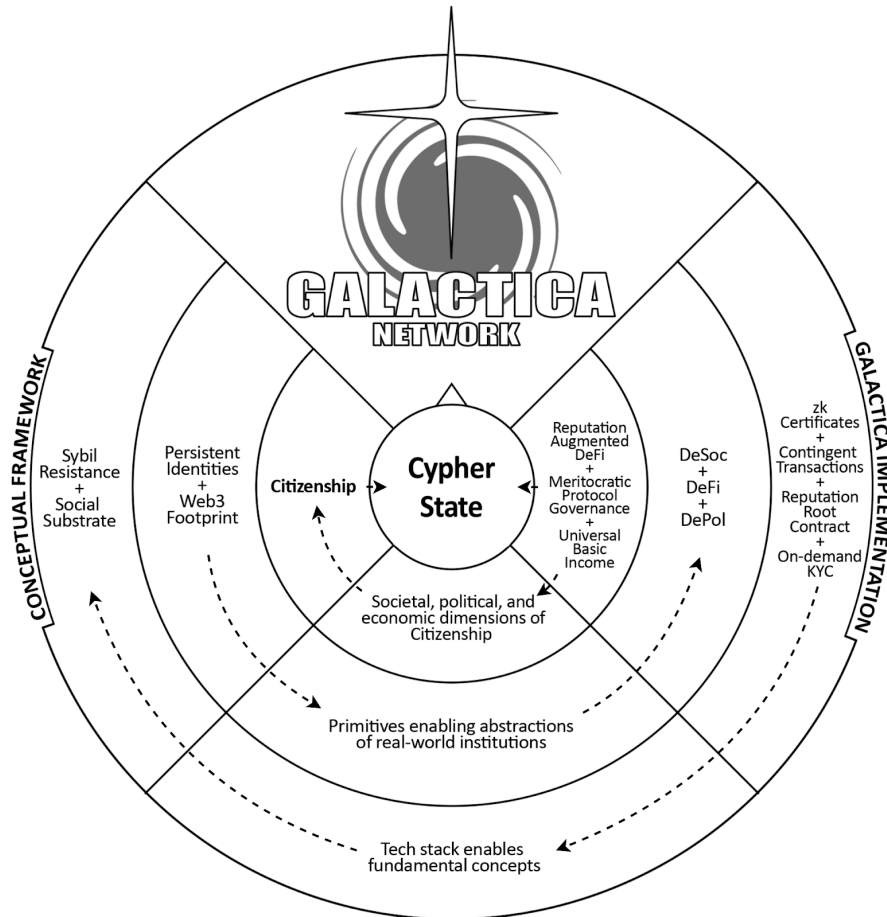 GALACTICA
NETWORK
CONCEPTUAL FRAMEWORK
GALACTICA IMPLEMENTATION
Sybil
Resistance
+
Social
Substrate
Persistent
Identities
+
Web3
Footprint
Citizenship
Cypher
State
Reputation
Augmented
DeFi
+
Meritocratic
Protocol
Governance
+
Universal
Basic
Income
DeSoc
+
DeFi
+
DePol
zk
Certificates
+
Contingent
Transactions
+
Reputation
Root
Contract
+
On-demand
KYC
Societal, political, and
economic dimensions of
Citizenship
Primitives enabling abstractions
of real-world institutions
Tech stack enables
fundamental concepts